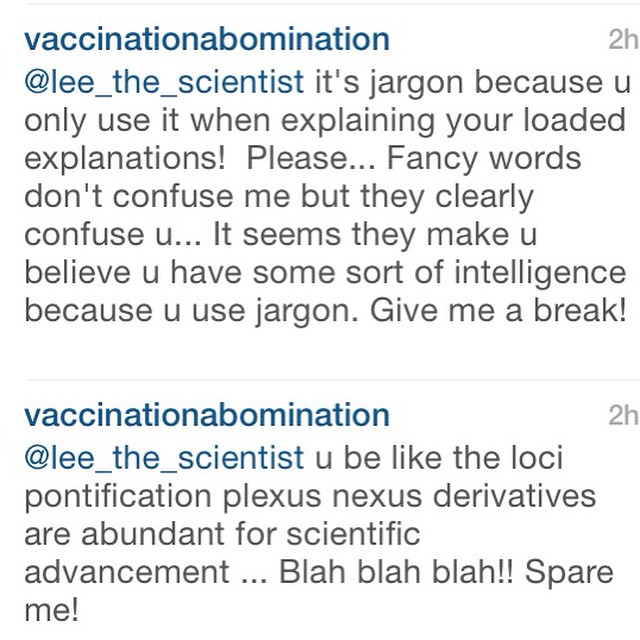 vaccinationabomination 2h
@lee_the_scientist it's jargon because u
only use it when explaining your loaded
explanations!  Please... Fancy words
don't confuse me but they clearly
confuse u... It seems they make u
believe u have some sort of intelligence
because u use jargon. Give me a break!
vaccinationabomination 2h
@lee_the_scientist u be like the loci
pontification plexus nexus derivatives
are abundant for scientific
advancement ... Blah blah blah!! Spare
me!